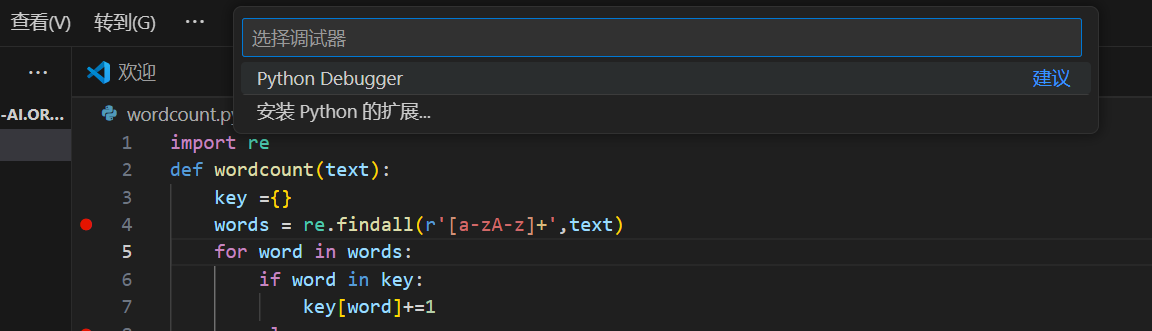 查看(V) 转到(G) ···
选择调试器
Python Debugger 建议
安装 Python 的扩展...
··· 欢迎
-AI.OR...
wordcount.py
1 import re
2 def wordcount(text):
3 key ={}
4 words = re.findall(r'[a-zA-z]+',text)
5 for word in words:
6 if word in key:
7 key[word]+=1